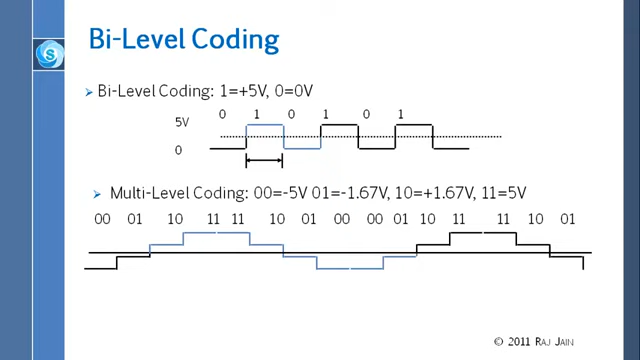 Bi-Level Coding
Bi-Level Coding: 1=+5V, 0=0V
0 1 0 1 0 1
5V
0
Multi-Level Coding: 00=-5V 01=-1.67V, 10=+1.67V, 11=5V
00 01 10 11 11 10 01 00 00 01 10 11 11 10 01
© 2011 RAJ JAIN
S